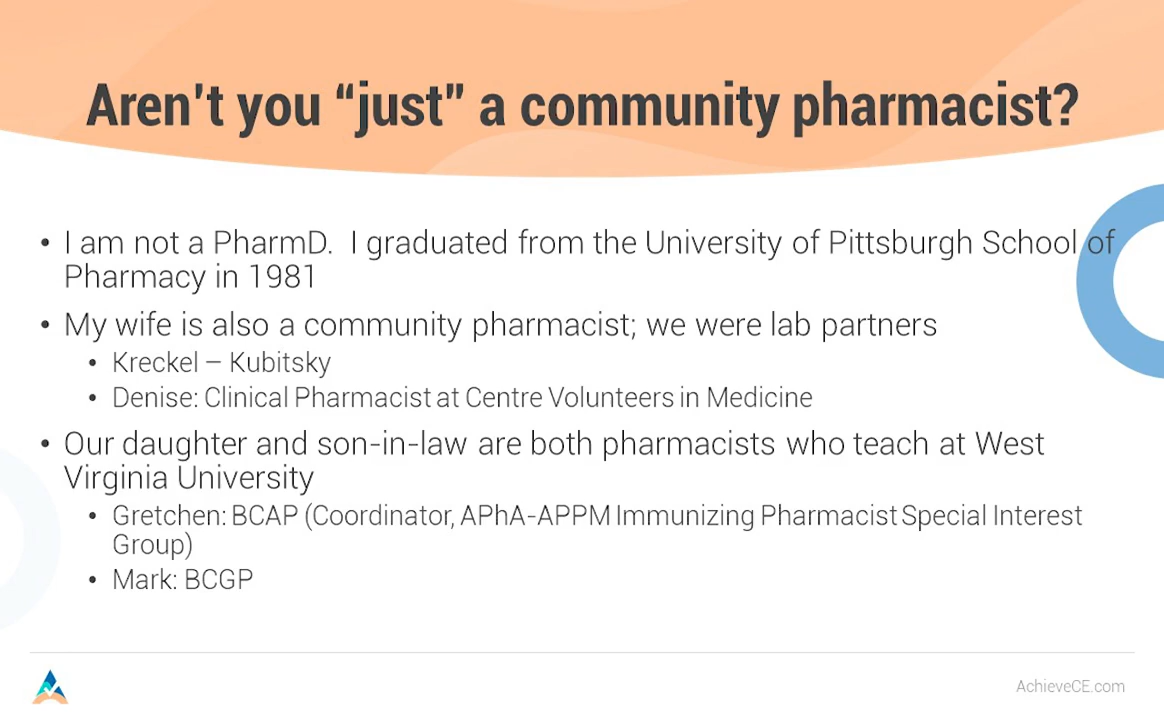 Aren't you “just” a community pharmacist?
• I am not a PharmD.  I graduated from the University of Pittsburgh School of
Pharmacy in 1981
• My wife is also a community pharmacist; we were lab partners
• Kreckel – Kubitsky
• Denise: Clinical Pharmacist at Centre Volunteers in Medicine
• Our daughter and son-in-law are both pharmacists who teach at West
Virginia University
• Gretchen: BCAP (Coordinator, APhA-APPM Immunizing Pharmacist Special Interest
Group)
• Mark: BCGP
AchieveCE.com